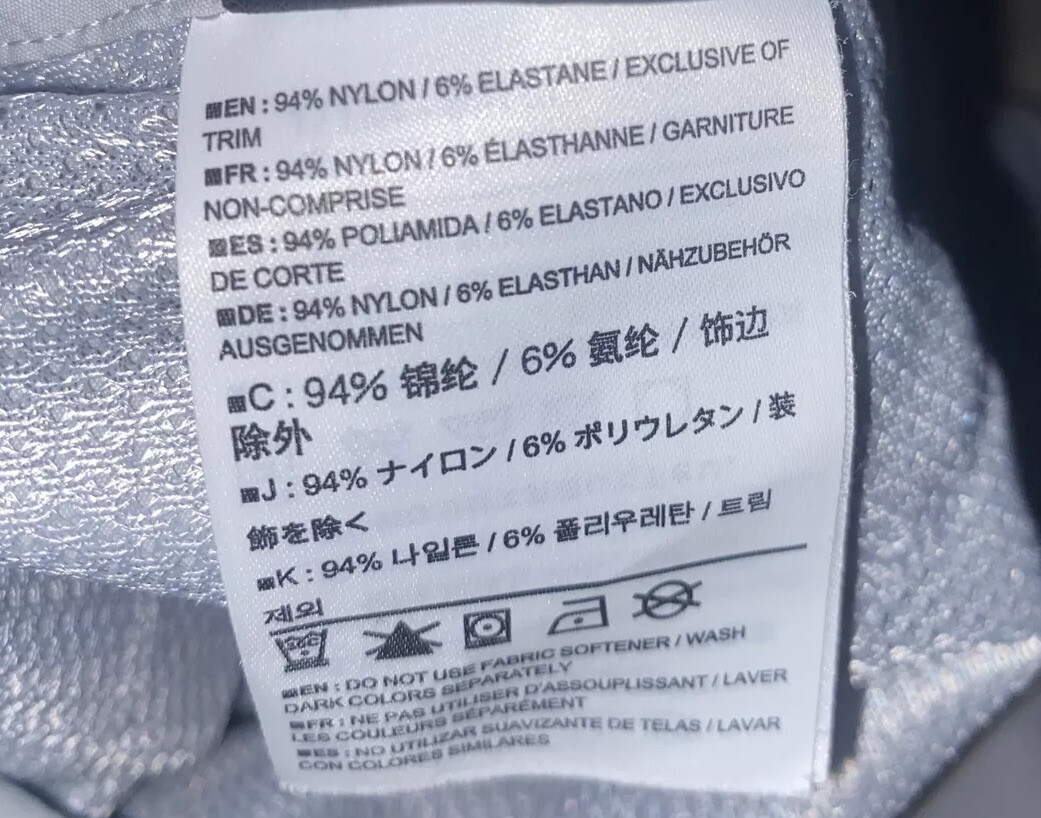 EN : 94% NYLON / 6% ELASTANE / EXCLUSIVE OF
TRIM
FR : 94% NYLON / 6% ÉLASTHANNE / GARNITURE
NON-COMPRISE
ES : 94% POLIAMIDA / 6% ELASTANO / EXCLUSIVO
DE CORTE
DE : 94% NYLON / 6% ELASTHAN / NÄHZUBEHÖR
AUSGENOMMEN
C : 94% 锦纶 / 6% 氨纶 / 饰边
除外
J : 94% ナイロン / 6% ポリウレタン / 装
飾を除く
K : 94% 나일론 / 6% 폴리우레탄 / 트림
제외
EN : DO NOT USE FABRIC SOFTENER / WASH
DARK COLORS SEPARATELY
FR : NE PAS UTILISER D'ASSOUPLISSANT / LAVER
LES COULEURS SÉPARÉMENT
ES : NO UTILIZAR SUAVIZANTE DE TELAS / LAVAR
CON COLORES SIMILARES